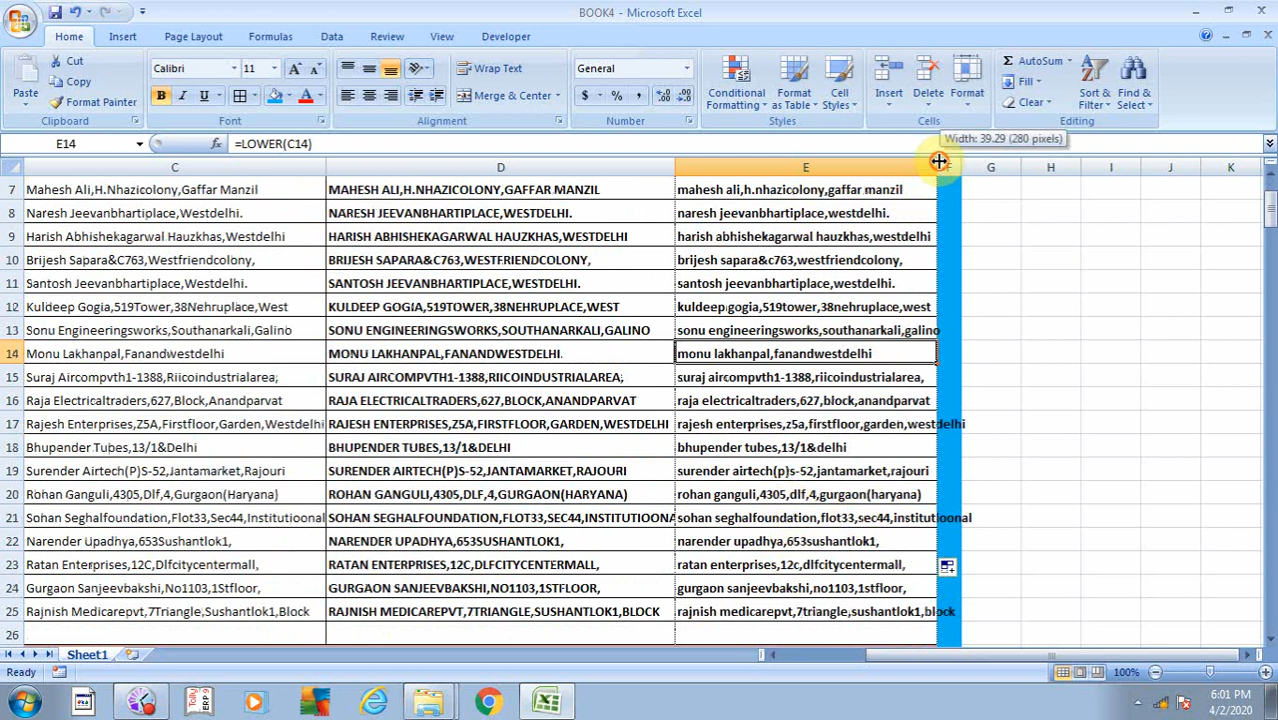 BOOK4 - Microsoft Excel
Home Insert Page Layout Formulas Data Review View Developer
Cut
Copy
Format Painter
Paste
Clipboard
Calibri 11
B I U
Font
Wrap Text
Merge & Center
Alignment
General
$ % ,
Number
Conditional Formatting
Format as Table
Cell Styles
Styles
Insert Delete Format
Cells
AutoSum
Fill
Clear
Sort & Filter
Find & Select
Editing
E14 fx =LOWER(C14)
Width: 39.29 (280 pixels)
C D E F G H I J K
7 Mahesh Ali,H.Nhazicolony,Gaffar Manzil MAHESH ALI,H.NHAZICOLONY,GAFFAR MANZIL mahesh ali,h.nhazicolony,gaffar manzil
8 Naresh Jeevanbhartiplace,Westdelhi. NARESH JEEVANBHARTIPLACE,WESTDELHI. naresh jeevanbhartiplace,westdelhi.
9 Harish Abhishekagarwal Hauzkhas,Westdelhi HARISH ABHISHEKAGARWAL HAUZKHAS,WESTDELHI harish abhishekagarwal hauzkhas,westdelhi
10 Brijesh Sapara&C763,Westfriendcolony, BRIJESH SAPARA&C763,WESTFRIENDCOLONY, brijesh sapara&c763,westfriendcolony,
11 Santosh Jeevanbhartiplace,Westdelhi. SANTOSH JEEVANBHARTIPLACE,WESTDELHI. santosh jeevanbhartiplace,westdelhi.
12 Kuldeep Gogia,519Tower,38Nehruplace,West KULDEEP GOGIA,519TOWER,38NEHRUPLACE,WEST kuldeep gogia,519tower,38nehruplace,west
13 Sonu Engineeringsworks,Southanarkali,Galino SONU ENGINEERINGSWORKS,SOUTHANARKALI,GALINO sonu engineeringsworks,southanarkali,galino
14 Monu Lakhanpal,Fanandwestdelhi MONU LAKHANPAL,FANANDWESTDELHI monu lakhanpal,fanandwestdelhi
15 Suraj Aircompvth1-1388,Riicoindustrialarea, SURAJ AIRCOMPVTH1-1388,RIICOINDUSTRIALAREA, suraj aircompvth1-1388,riicoindustrialarea,
16 Raja Electricaltraders,627,Block,Anandparvat RAJA ELECTRICALTRADERS,627,BLOCK,ANANDPARVAT raja electricaltraders,627,block,anandparvat
17 Rajesh Enterprises,Z5A,Firstfloor,Garden,Westdelhi RAJESH ENTERPRISES,Z5A,FIRSTFLOOR,GARDEN,WESTDELHI rajesh enterprises,z5a,firstfloor,garden,westdelhi
18 Bhupender Tubes,13/1&Delhi BHUPENDER TUBES,13/1&DELHI bhupender tubes,13/1&delhi
19 Surender Airtech(P)S-52,Jantamarket,Rajouri SURENDER AIRTECH(P)S-52,JANTAMARKET,RAJOURI surender airtech(p)s-52,jantamarket,rajouri
20 Rohan Ganguli,4305,Dlf,4,Gurgaon(Haryana) ROHAN GANGULI,4305,DLF,4,GURGAON(HARYANA) rohan ganguli,4305,dlf,4,gurgaon(haryana)
21 Sohan Seghalfoundation,Flot33,Sec44,Institutioonal SOHAN SEGHALFOUNDATION,FLOT33,SEC44,INSTITUTIOONA sohan seghalfoundation,flot33,sec44,institutioonal
22 Narender Upadhya,653Sushantlok1, NARENDER UPADHYA,653SUSHANTLOK1, narender upadhya,653sushantlok1,
23 Ratan Enterprises,12C,Dlfcitycentermall, RATAN ENTERPRISES,12C,DLFCITYCENTERMALL, ratan enterprises,12c,dlfcitycentermall,
24 Gurgaon Sanjeevbakshi,No1103,1Stfloor, GURGAON SANJEEVBAKSHI,NO1103,1STFLOOR, gurgaon sanjeevbakshi,no1103,1stfloor,
25 Rajnish Medicarepvt,7Triangle,Sushantlok1,Block RAJNISH MEDICAREPVT,7TRIANGLE,SUSHANTLOK1,BLOCK rajnish medicarepvt,7triangle,sushantlok1,block
26
Sheet1
Ready 100%
Tally ERP 9
6:01 PM
4/2/2020